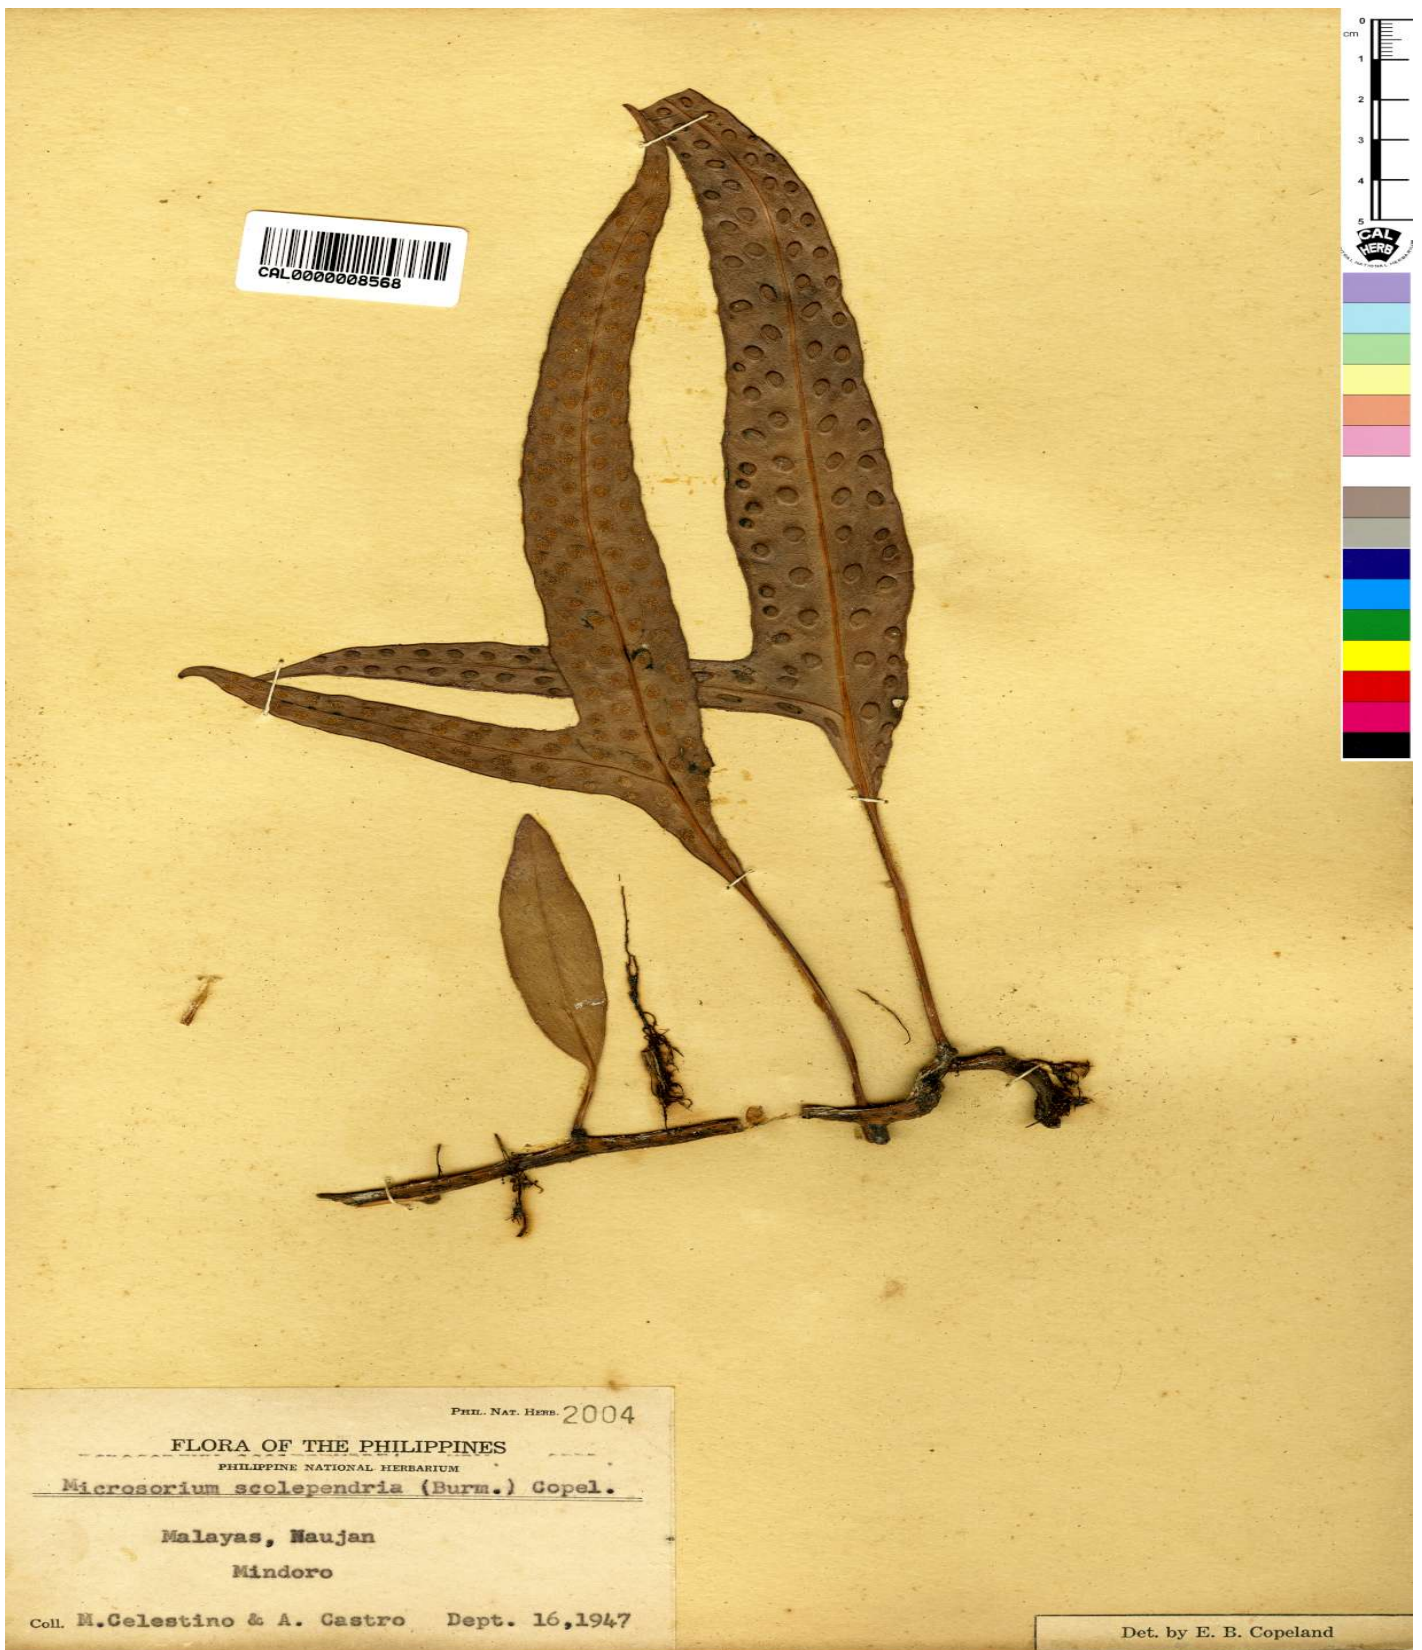 0
cm
1
2
3
4
5
CAL
HERB
CAL0000008568
PHIL. NAT. HERB. 2004
FLORA OF THE PHILIPPINES
PHILIPPINE NATIONAL HERBARIUM
Microsorium scolependria (Burm.) Copel.
Malayas, Naujan
Mindoro
Coll. M.Celestino & A. Castro Dept. 16,1947
Det. by E. B. Copeland